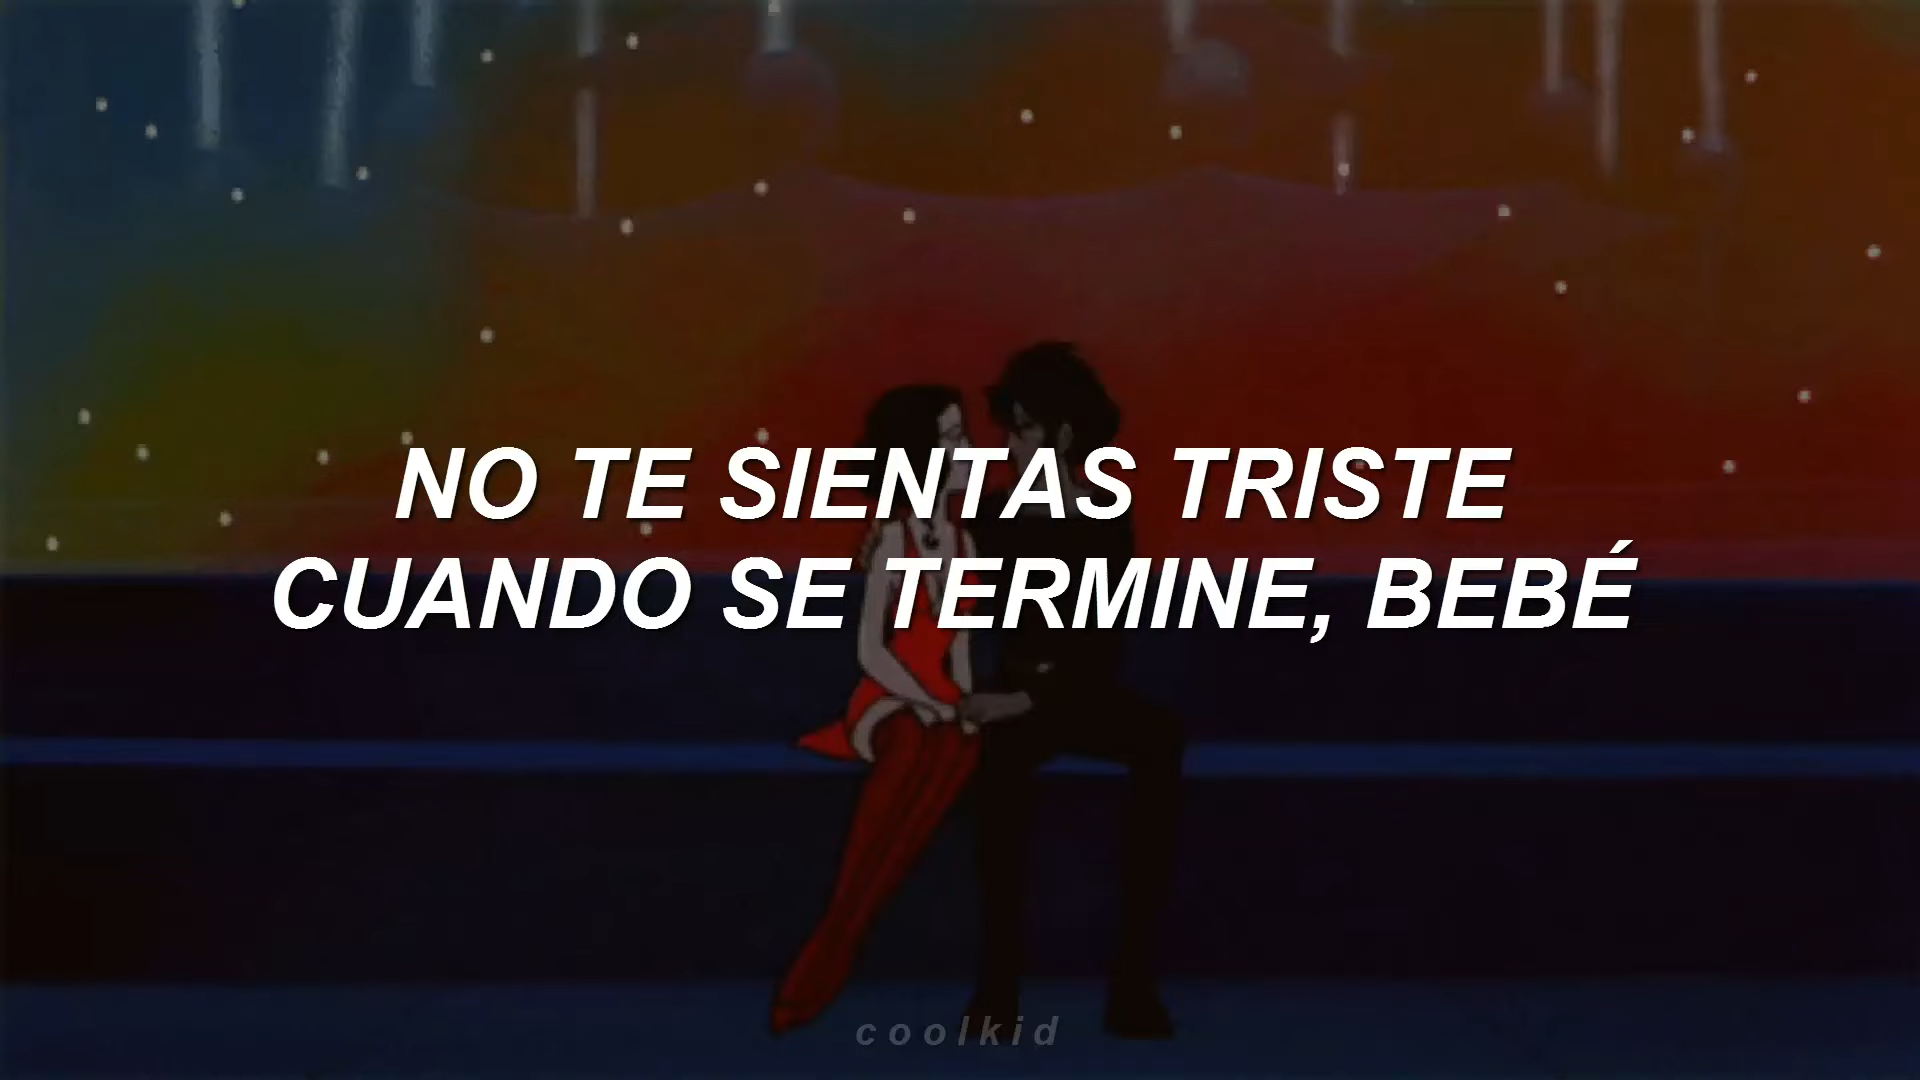 NO TE SIENTAS TRISTE
CUANDO SE TERMINE, BEBÉ
coolkid